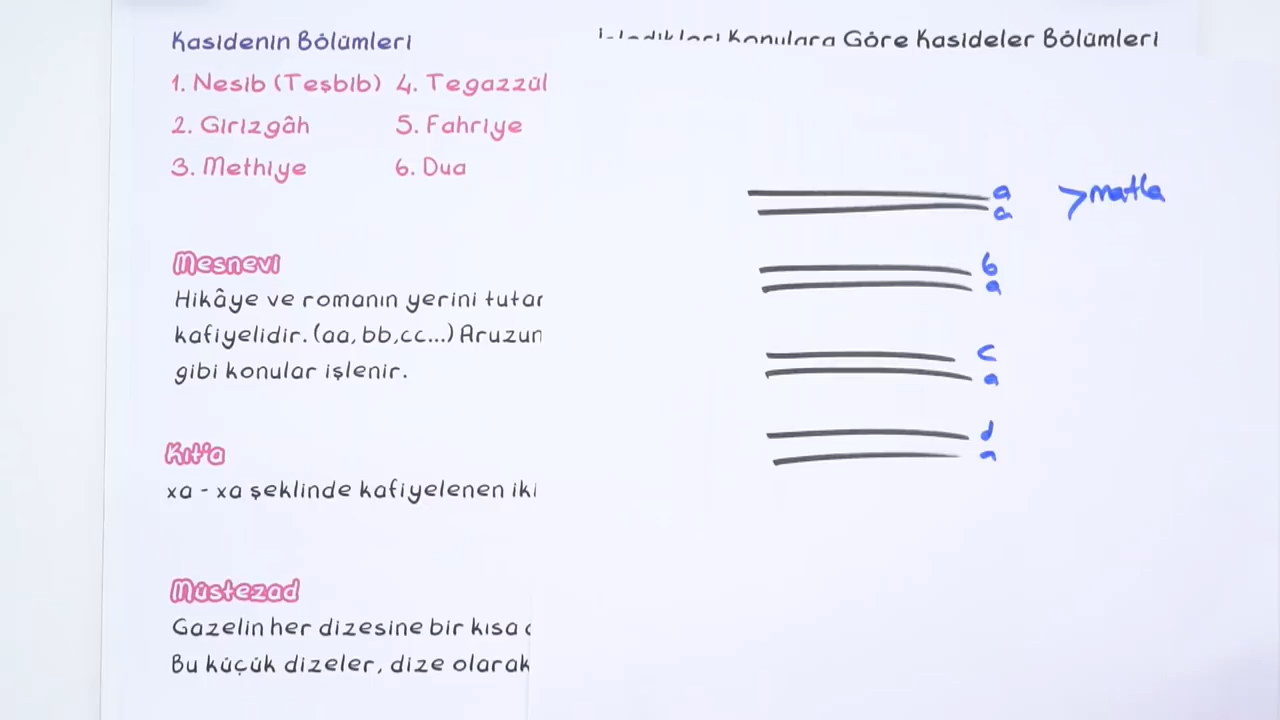 Kasidenin Bölümleri
1. Nesib (Teşbib) 4. Tegazzül
2. Girizgâh 5. Fahriye
3. Methiye 6. Dua
Mesnevi
Hikâye ve romanın yerini tutar
kafiyelidir. (aa, bb,cc...) Aruzun
gibi konular işlenir.
Kıt'a
xa - xa şeklinde kafiyelenen iki
Müstezad
Gazelin her dizesine bir kısa
Bu küçük dizeler, dize olarak
Konulara Göre Kasideler Bölümleri
a
a
>matla
b
a
c
a
d
a